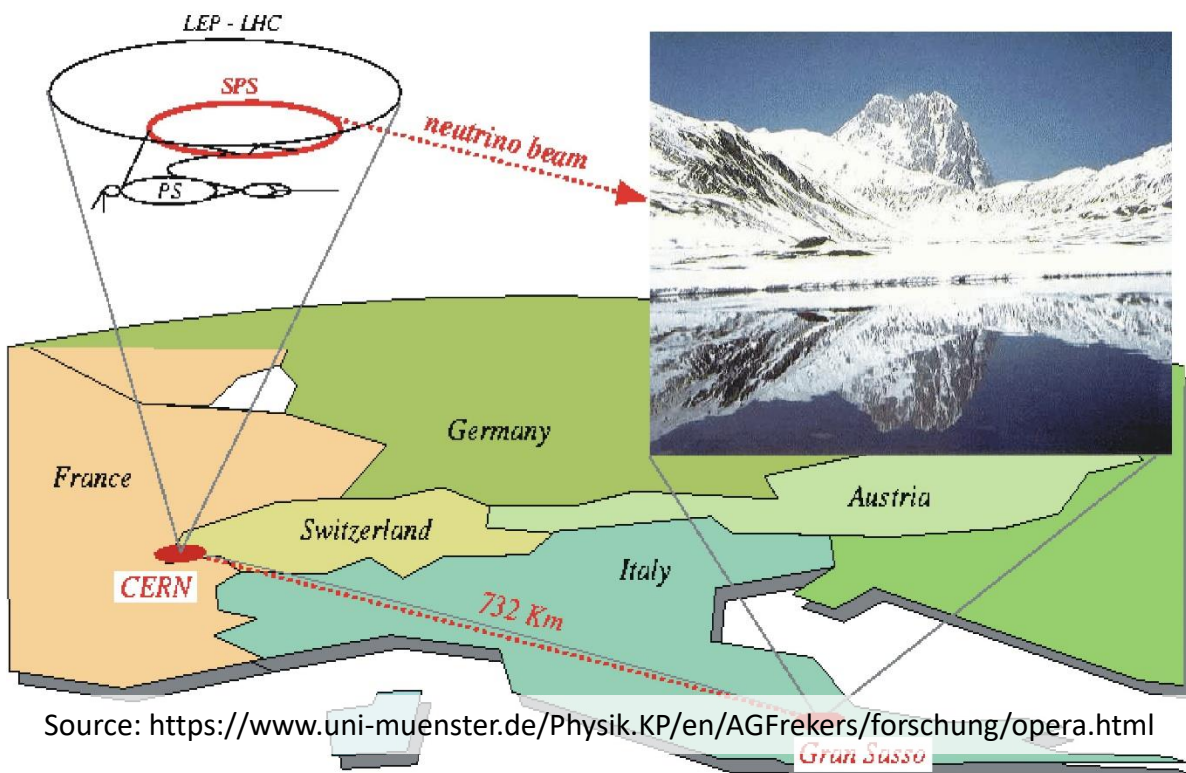 LEP - LHC
SPS
neutrino beam
PS
Germany
France
Austria
Switzerland
Italy
CERN
732 Km
Source: https://www.uni-muenster.de/Physik.KP/en/AGFrekers/forschung/opera.html
Gran Sasso